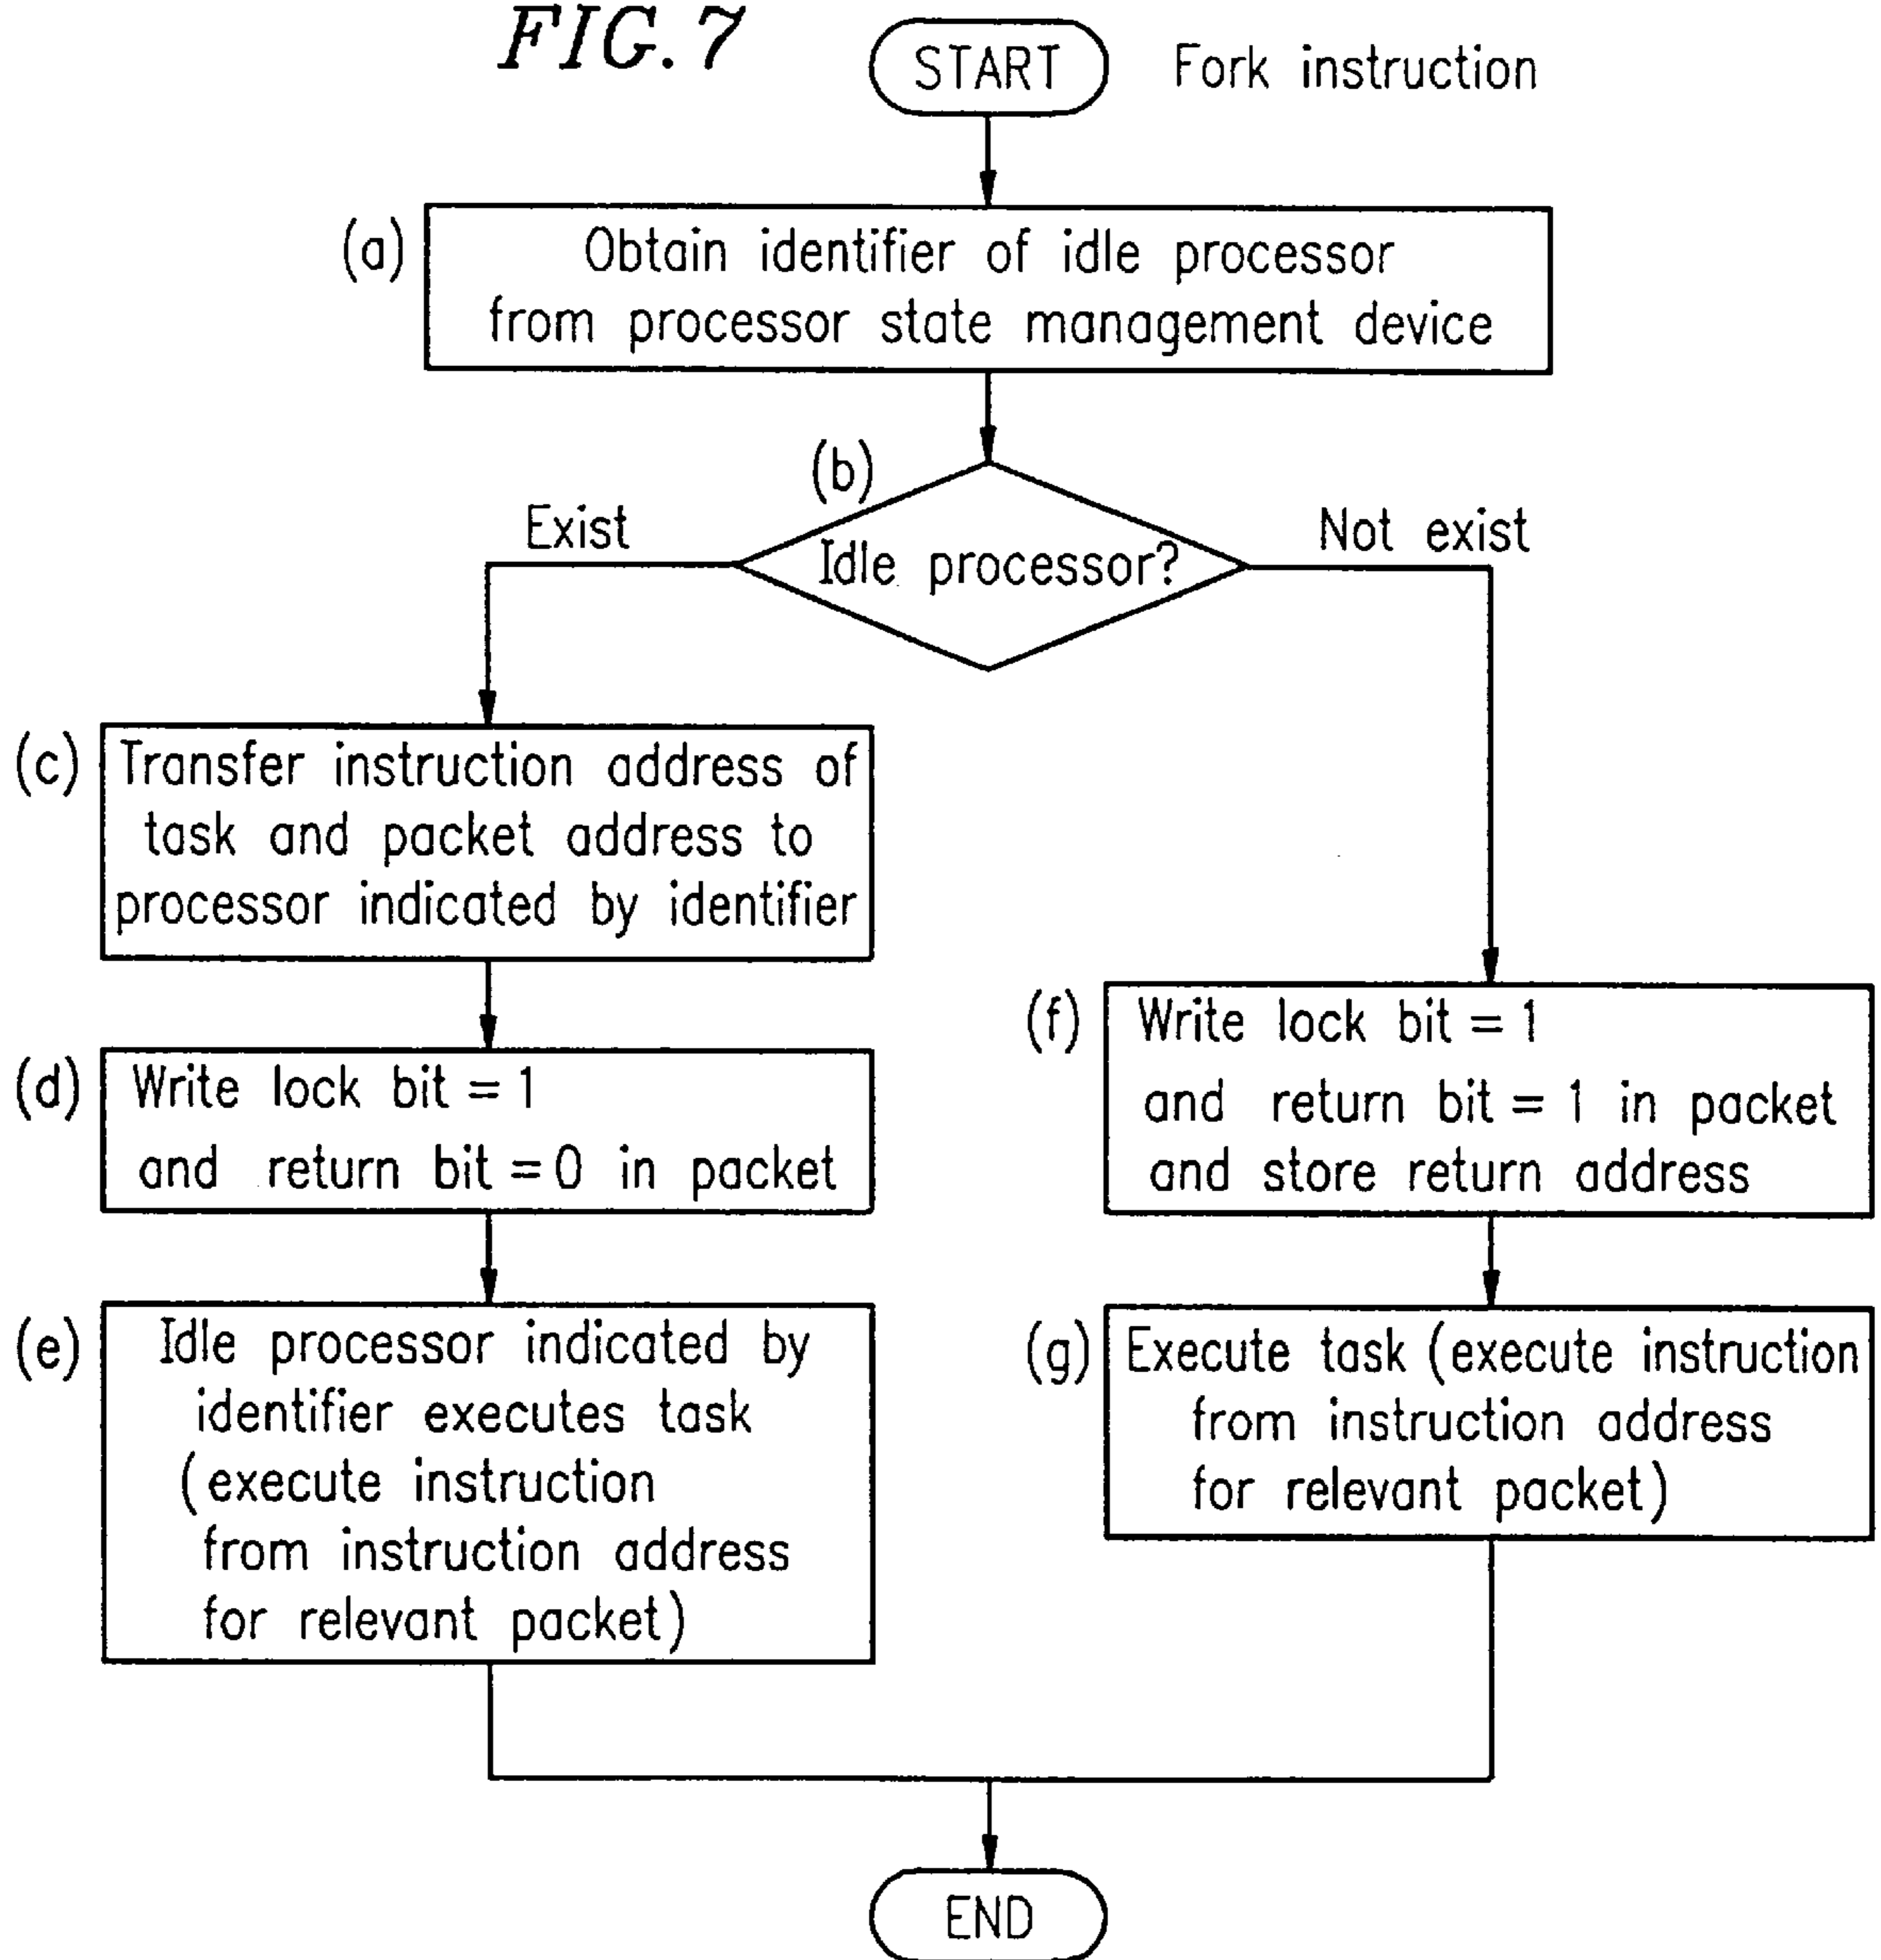 FIG. 7
START
Fork instruction
(a)
Obtain identifier of idle processor
from processor state management device
(b)
Exist
Idle processor?
Not exist
(c)
Transfer instruction address of
task and packet address to
processor indicated by identifier
(d)
Write lock bit = 1
and return bit = 0 in packet
(e)
Idle processor indicated by
identifier executes task
(execute instruction
from instruction address
for relevant packet)
(f)
Write lock bit = 1
and return bit = 1 in packet
and store return address
(g)
Execute task (execute instruction
from instruction address
for relevant packet)
END